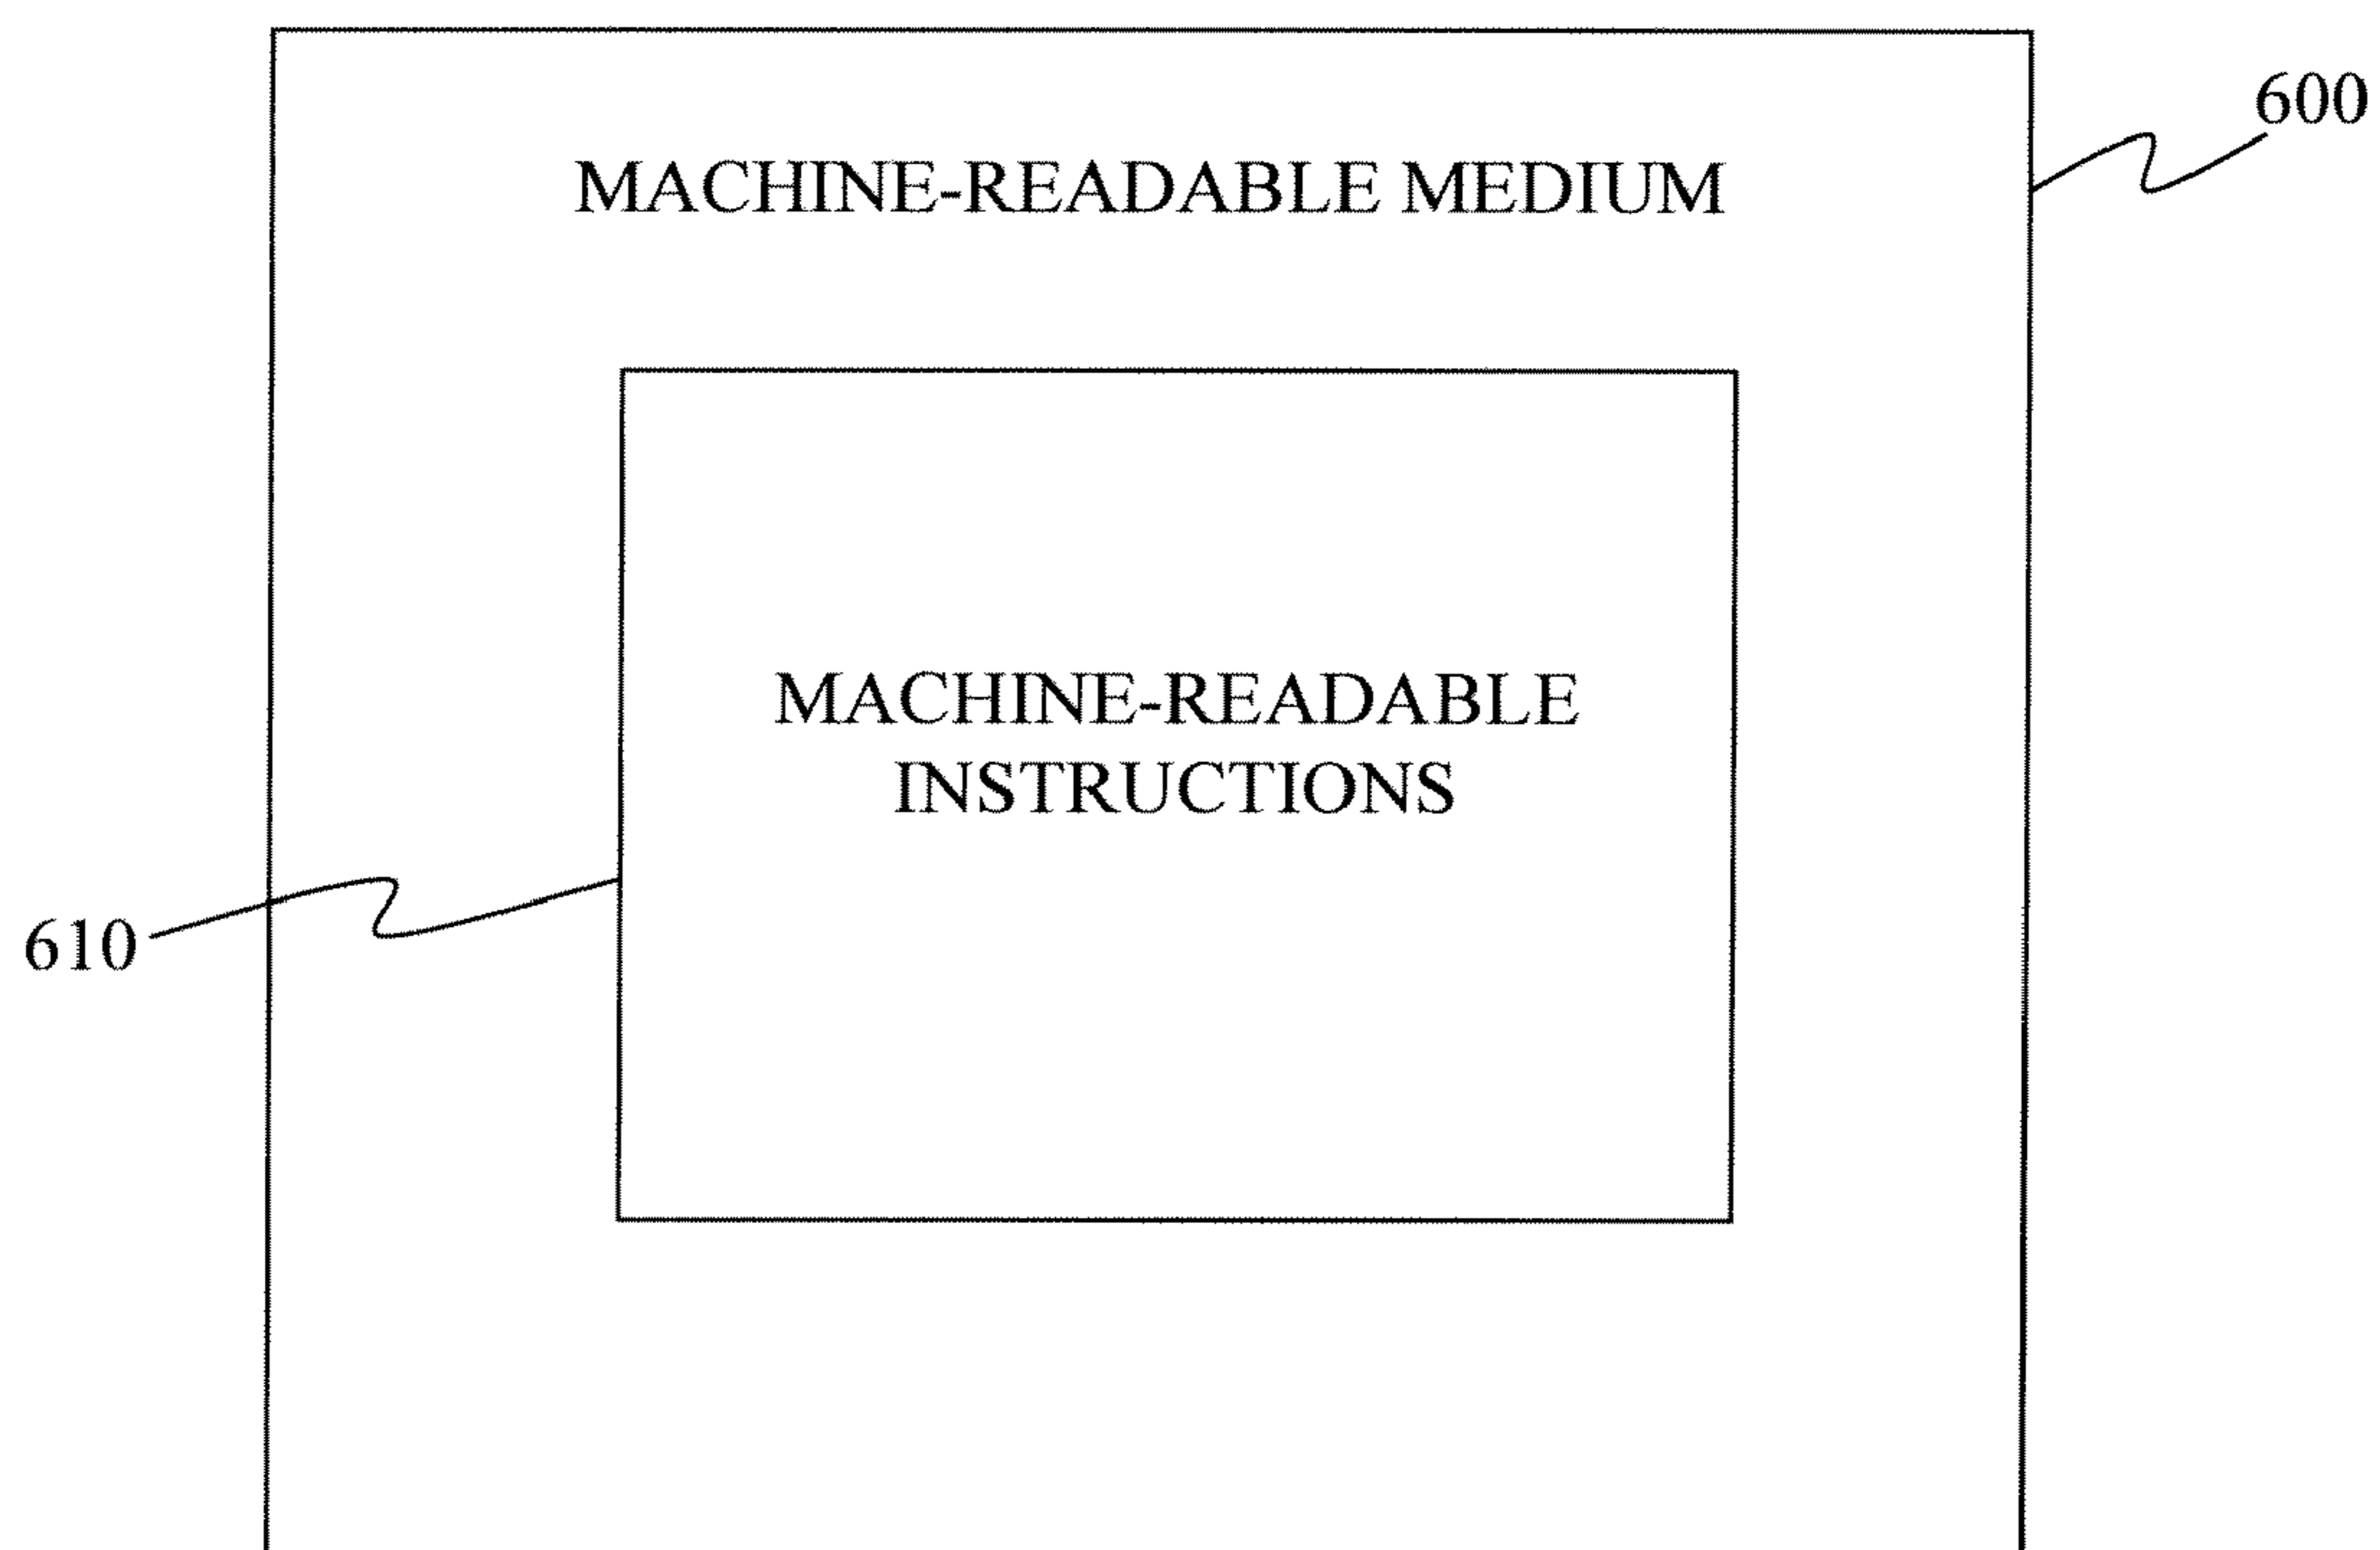 600
MACHINE-READABLE MEDIUM
MACHINE-READABLE
INSTRUCTIONS
610